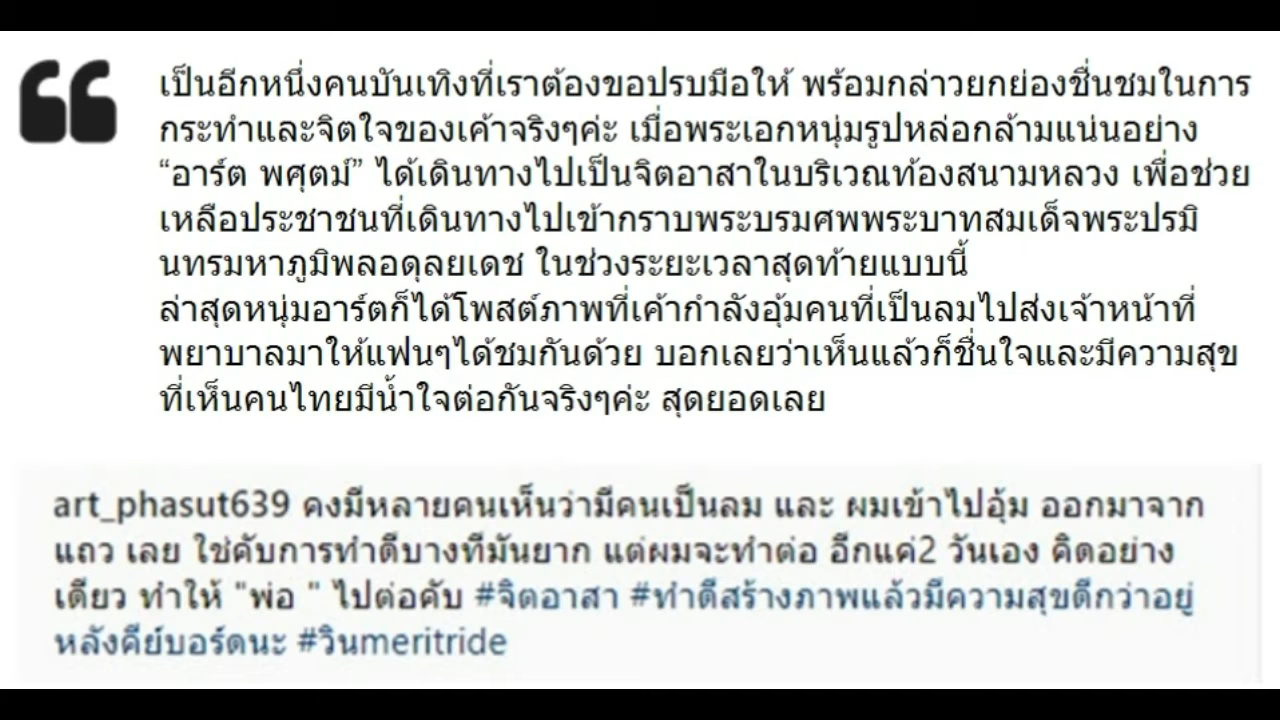 เป็นอีกหนึ่งคนบันเทิงที่เราต้องขอปรบมือให้ พร้อมกล่าวยกย่องชื่นชมในการ
กระทำและจิตใจของเค้าจริงๆค่ะ เมื่อพระเอกหนุ่มรูปหล่อกล้ามแน่นอย่าง
“อาร์ต พศุตม์” ได้เดินทางไปเป็นจิตอาสาในบริเวณท้องสนามหลวง เพื่อช่วย
เหลือประชาชนที่เดินทางไปเข้ากราบพระบรมศพพระบาทสมเด็จพระปรมิ
นทรมหาภูมิพลอดุลยเดช ในช่วงระยะเวลาสุดท้ายแบบนี้
ล่าสุดหนุ่มอาร์ตก็ได้โพสต์ภาพที่เค้ากำลังอุ้มคนที่เป็นลมไปส่งเจ้าหน้าที่
พยาบาลมาให้แฟนๆได้ชมกันด้วย บอกเลยว่าเห็นแล้วก็ชื่นใจและมีความสุข
ที่เห็นคนไทยมีน้ำใจต่อกันจริงๆค่ะ สุดยอดเลย
art_phasut639 คงมีหลายคนเห็นว่ามีคนเป็นลม และ ผมเข้าไปอุ้ม ออกมาจาก
แถว เลย ใช่คับการทำดีบางทีมันยาก แต่ผมจะทำต่อ อีกแค่2 วันเอง คิดอย่าง
เดียว ทำให้ "พ่อ " ไปต่อคับ #จิตอาสา #ทำดีสร้างภาพแล้วมีความสุขดีกว่าอยู่
หลังคีย์บอร์ดนะ #วินmeritride